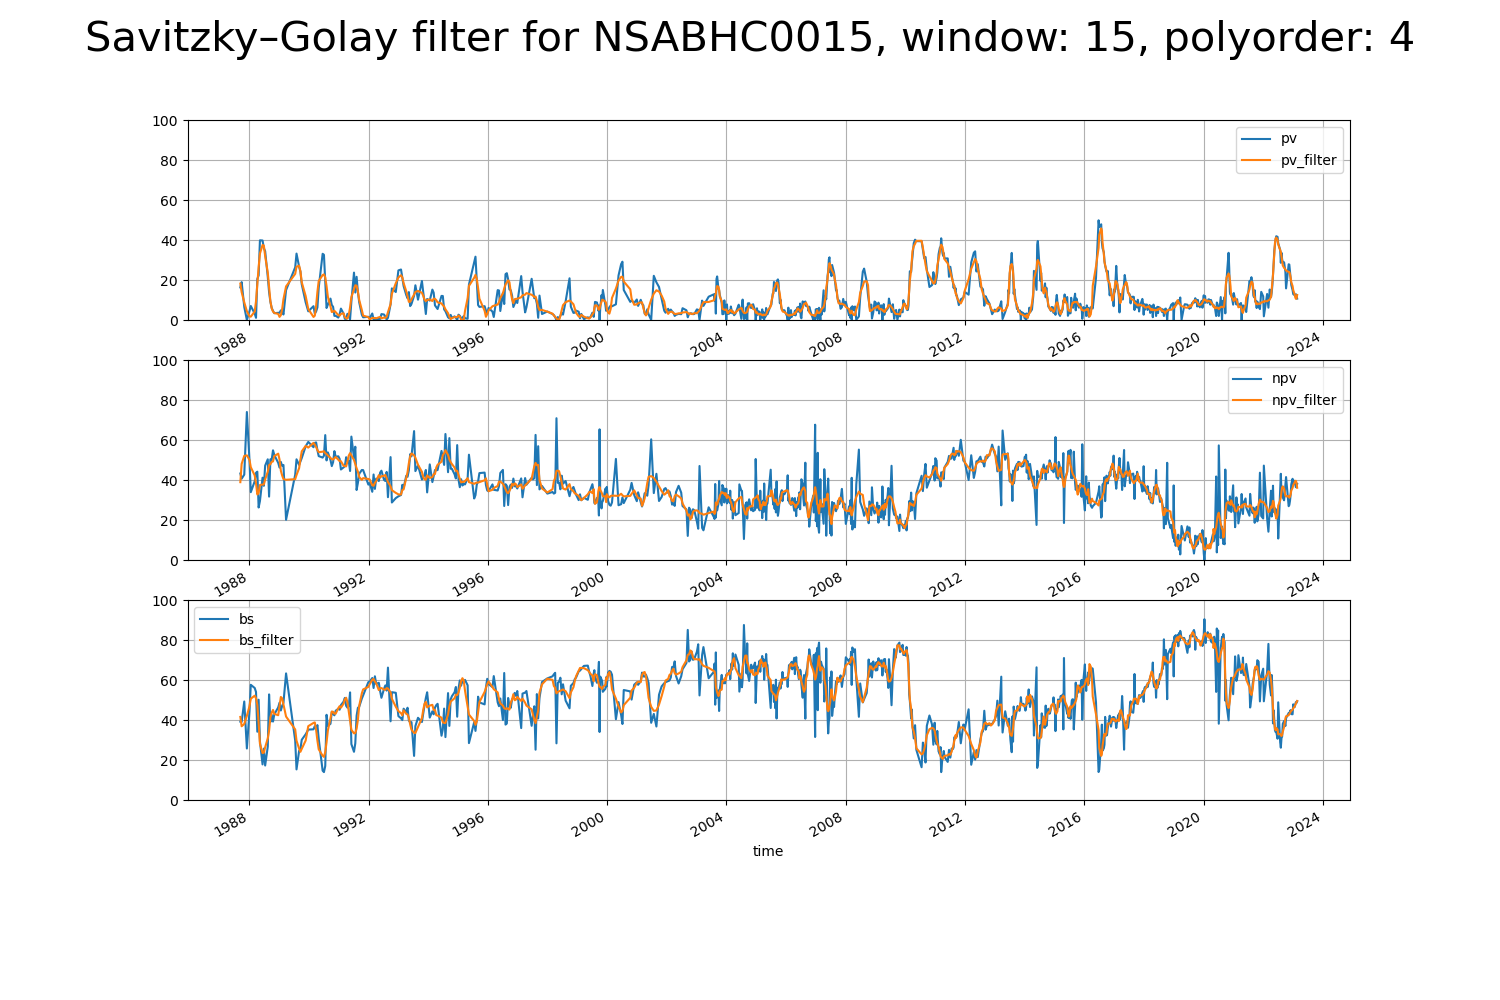 Savitzky–Golay filter for NSABHC0015, window: 15, polyorder: 4
100
80
60
40
20
0
pv
pv_filter
1988 1992 1996 2000 2004 2008 2012 2016 2020 2024
100
80
60
40
20
0
npv
npv_filter
1988 1992 1996 2000 2004 2008 2012 2016 2020 2024
100
80
60
40
20
0
bs
bs_filter
1988 1992 1996 2000 2004 2008 2012 2016 2020 2024
time